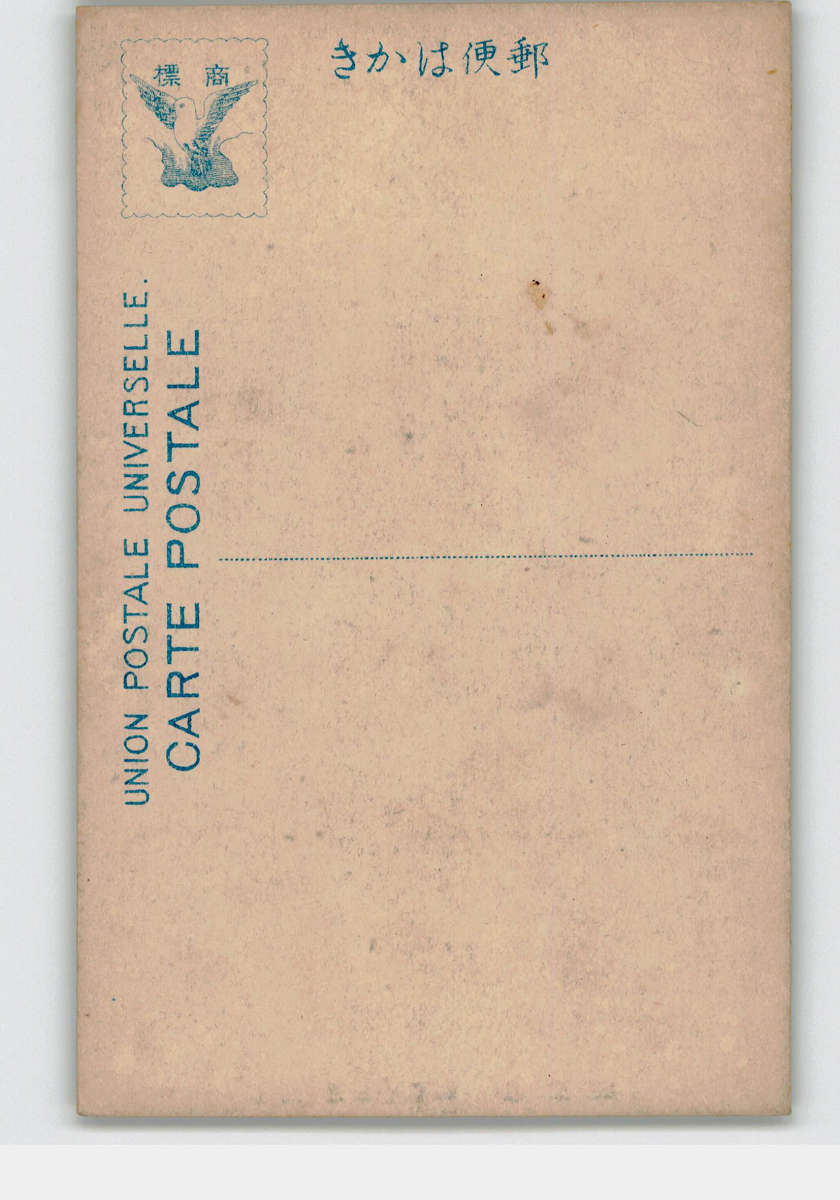 商標
郵便はかき
UNION POSTALE UNIVERSELLE.
CARTE POSTALE